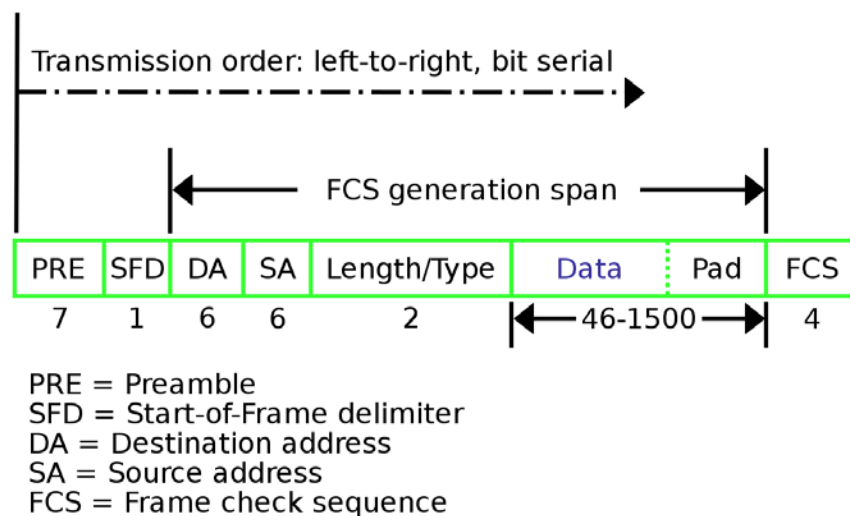 Transmission order: left-to-right, bit serial
FCS generation span
PRE SFD DA SA Length/Type Data Pad FCS
7 1 6 6 2 46-1500 4
PRE = Preamble
SFD = Start-of-Frame delimiter
DA = Destination address
SA = Source address
FCS = Frame check sequence